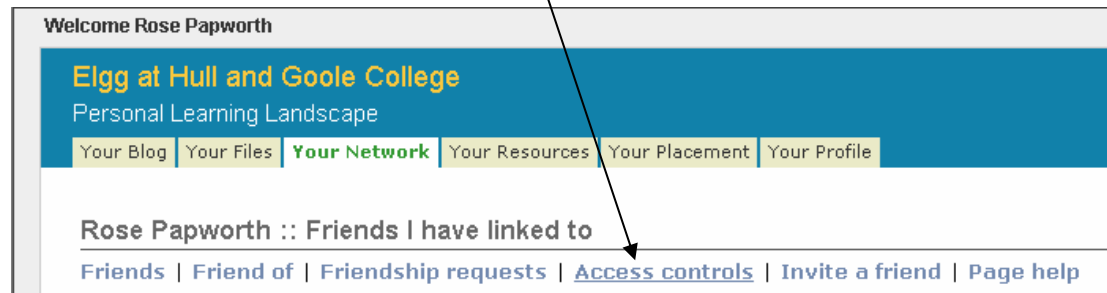 Welcome Rose Papworth
Elgg at Hull and Goole College
Personal Learning Landscape
Your Blog Your Files Your Network Your Resources Your Placement Your Profile
Rose Papworth :: Friends I have linked to
Friends | Friend of | Friendship requests | Access controls | Invite a friend | Page help